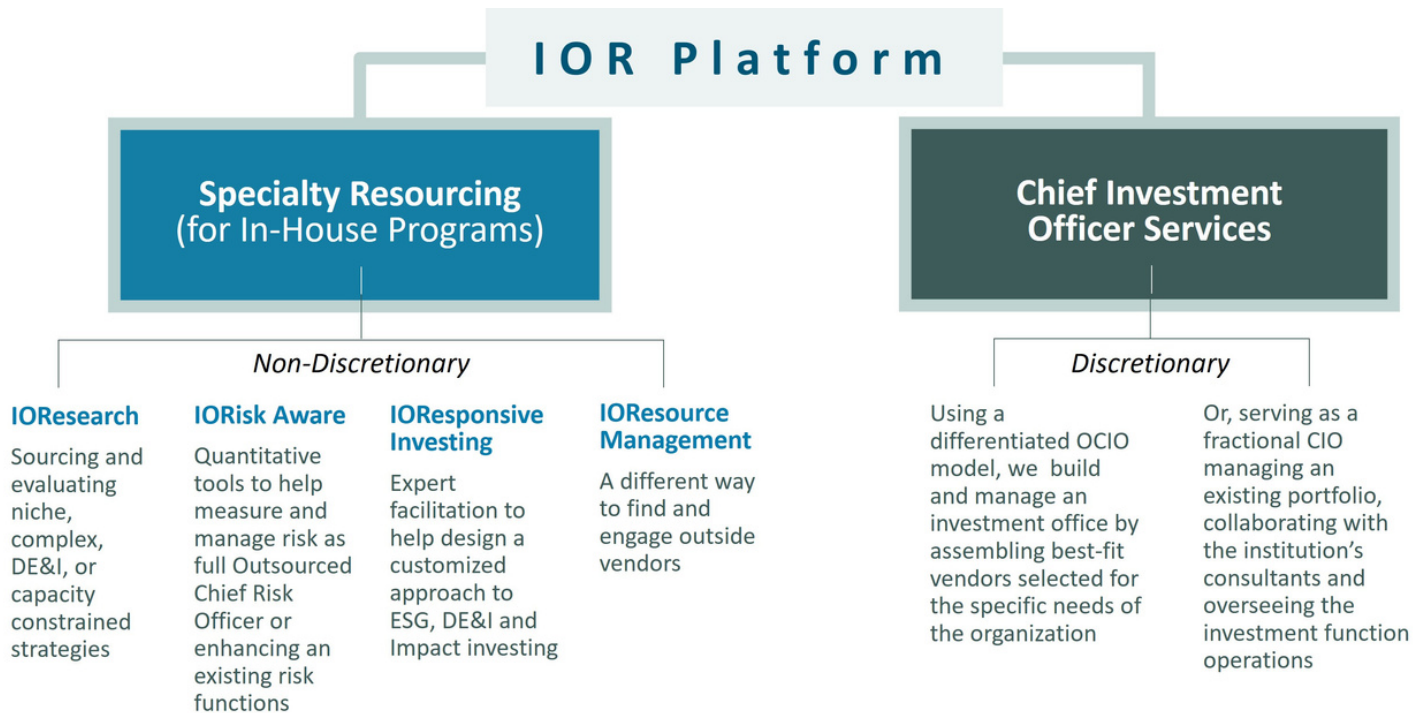 IOR Platform
Specialty Resourcing
(for In-House Programs)
Non-Discretionary
IOResearch
Sourcing and
evaluating
niche,
complex,
DE&I, or
capacity
constrained
strategies
IORisk Aware
Quantitative
tools to help
measure and
manage risk as
full Outsourced
Chief Risk
Officer or
enhancing an
existing risk
functions
IOResponsive
Investing
Expert
facilitation to
help design a
customized
approach to
ESG, DE&I and
Impact investing
IOResource
Management
A different way
to find and
engage outside
vendors
Chief Investment
Officer Services
Discretionary
Using a
differentiated OCIO
model, we build
and manage an
investment office by
assembling best-fit
vendors selected for
the specific needs of
the organization
Or, serving as a
fractional CIO
managing an
existing portfolio,
collaborating with
the institution’s
consultants and
overseeing the
investment function
operations